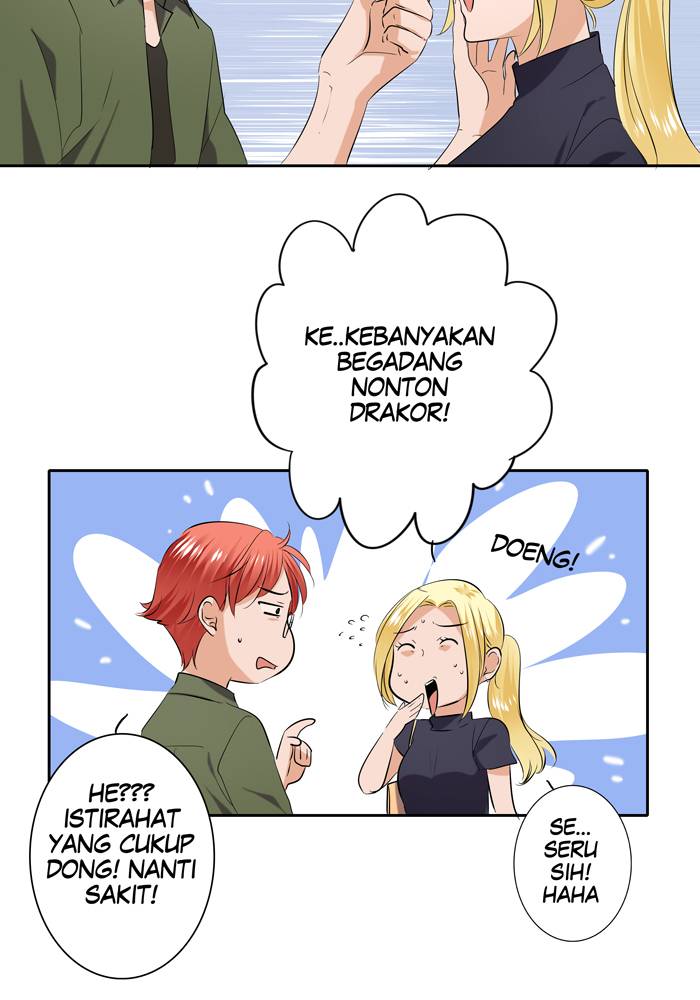 KE..KEBANYAKAN
BEGADANG
NONTON
DRAKOR!
DOENG!
HE???
ISTIRAHAT
YANG CUKUP
DONG! NANTI
SAKIT!
SE...
SERU
SIH!
HAHA